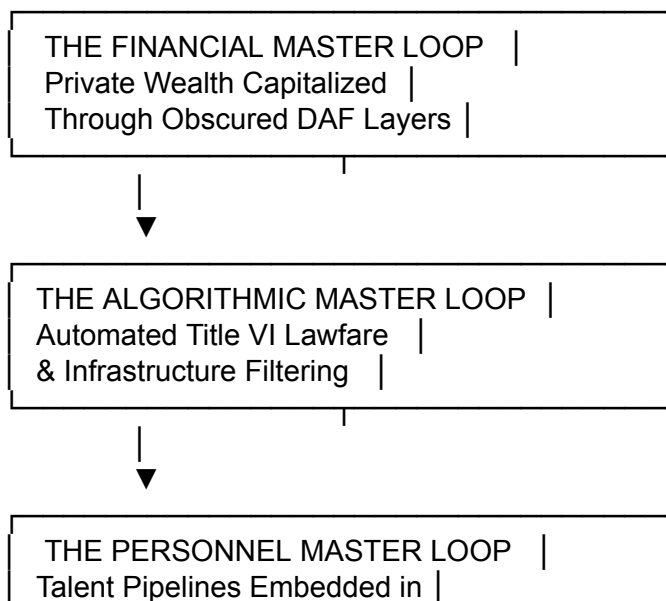 THE FINANCIAL MASTER LOOP
Private Wealth Capitalized
Through Obscured DAF Layers
THE ALGORITHMIC MASTER LOOP
Automated Title VI Lawfare
& Infrastructure Filtering
THE PERSONNEL MASTER LOOP
Talent Pipelines Embedded in